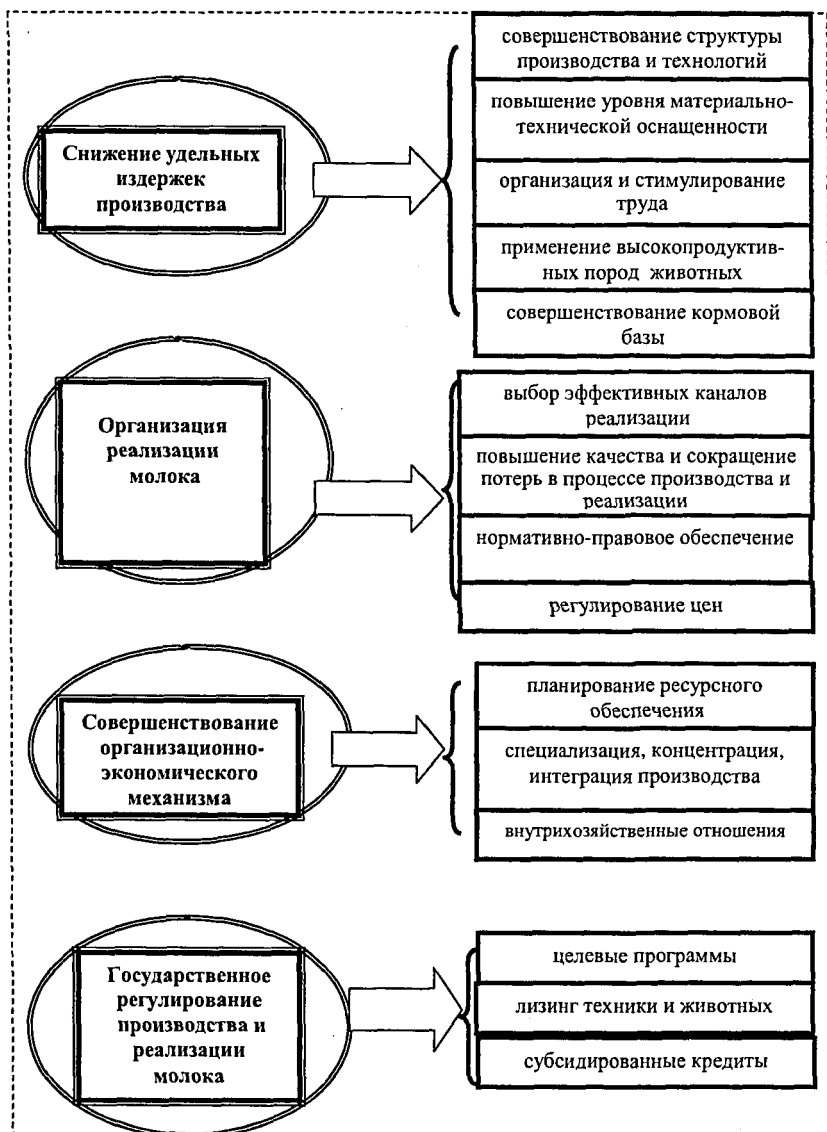 Снижение удельных
издержек
производства
совершенствование структуры
производства и технологий
повышение уровня материально-
технической оснащенности
организация и стимулирование
труда
применение высокопродуктив-
ных пород животных
совершенствование кормовой
базы
Организация
реализации
молока
выбор эффективных каналов
реализации
повышение качества и сокращение
потерь в процессе производства и
реализации
нормативно-правовое обеспечение
регулирование цен
Совершенствование
организационно-
экономического
механизма
планирование ресурсного
обеспечения
специализация, концентрация,
интеграция производства
внутрихозяйственные отношения
Государственное
регулирование
производства и
реализации
молока
целевые программы
лизинг техники и животных
субсидированные кредиты